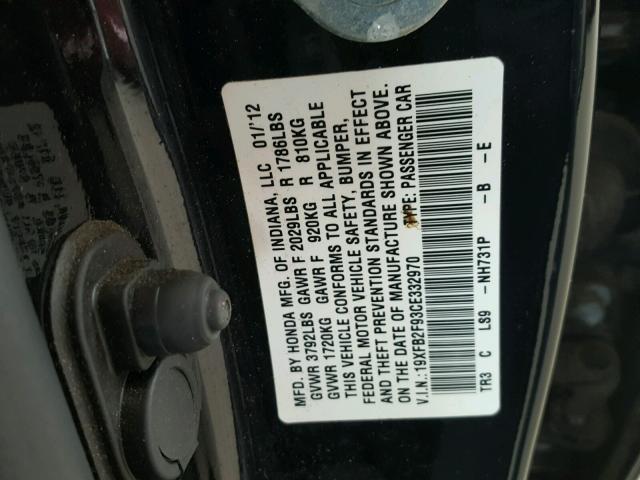 MFD. BY HONDA MFG. OF INDIANA, LLC 01/'12
GVWR 3792LBS GAWR F 2029LBS R 1786LBS
GVWR 1720KG GAWR F 920KG R 810KG
THIS VEHICLE CONFORMS TO ALL APPLICABLE
FEDERAL MOTOR VEHICLE SAFETY, BUMPER,
AND THEFT PREVENTION STANDARDS IN EFFECT
ON THE DATE OF MANUFACTURE SHOWN ABOVE.
V.I.N.:19XFB2F93CE332970 TYPE: PASSENGER CAR
TR3 C LS9 -NH731P -B -E